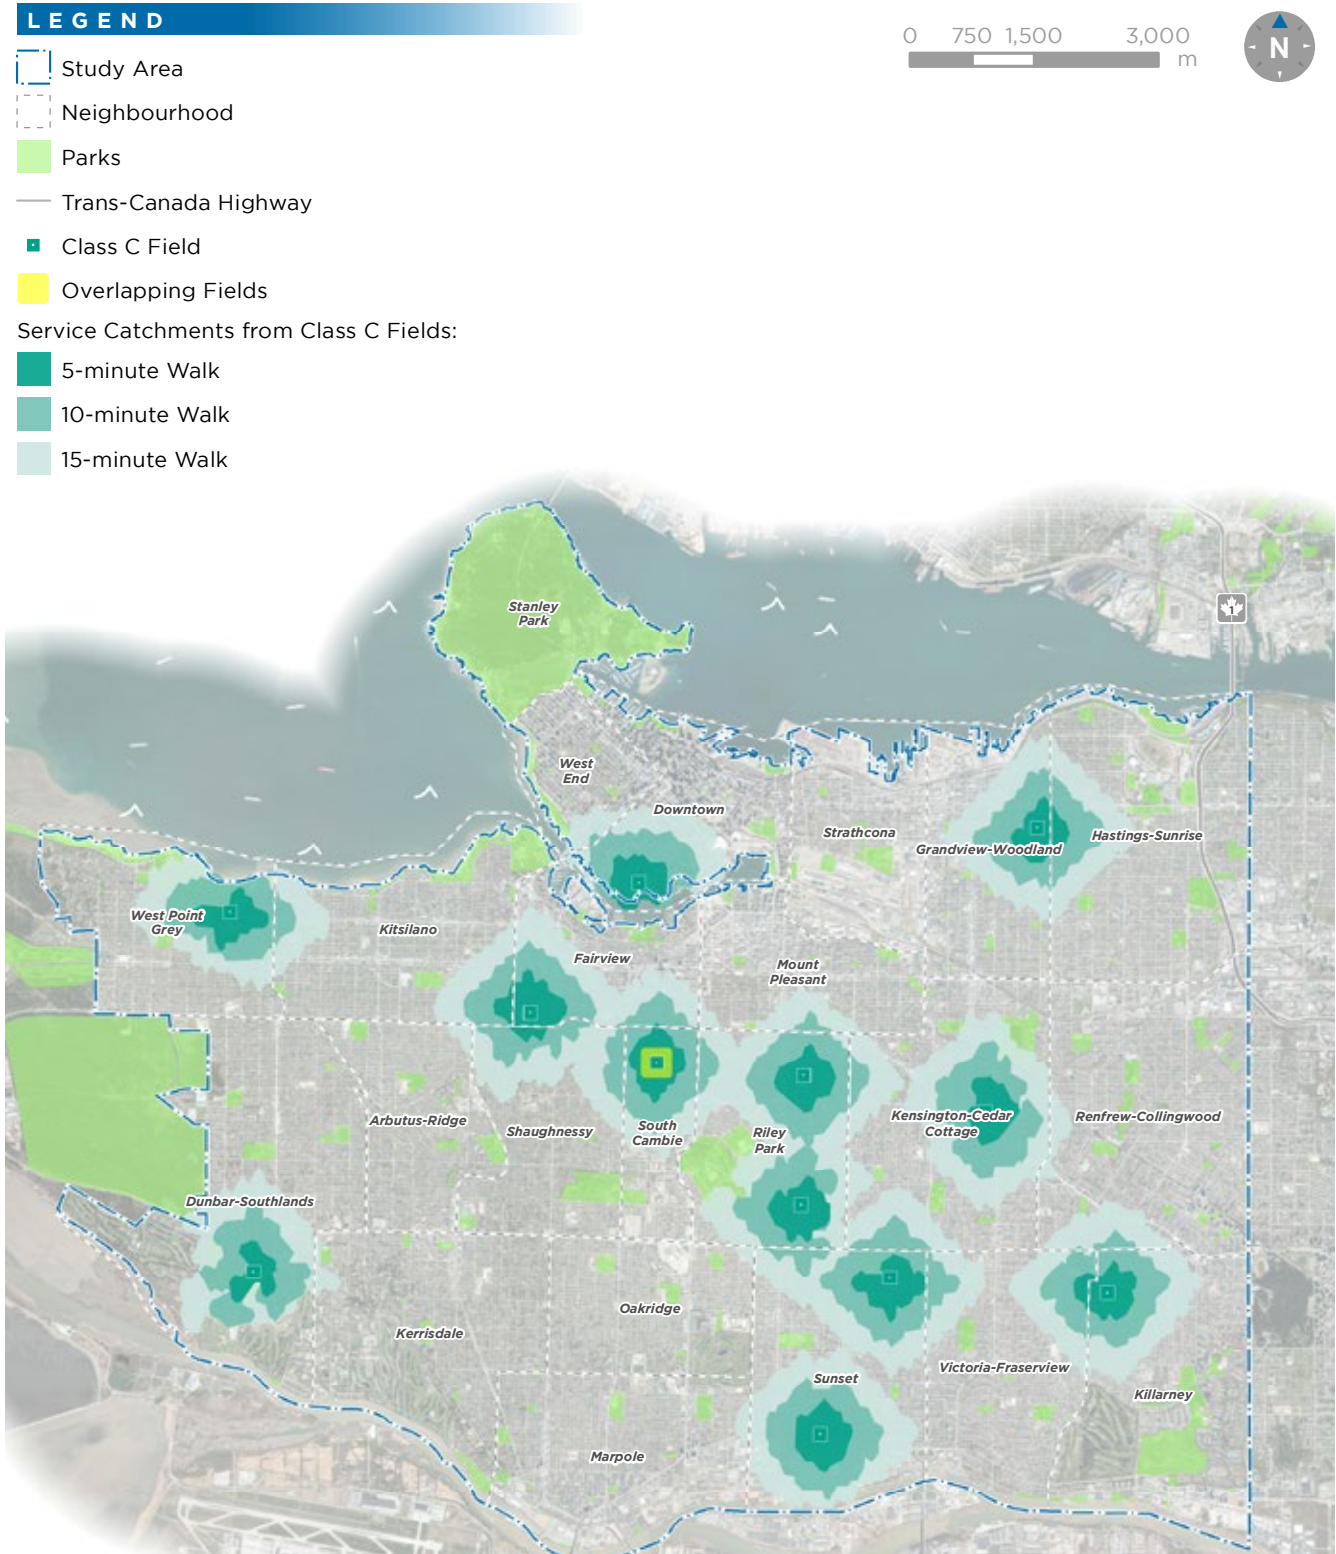 LEGEND
Study Area
Neighbourhood
Parks
Trans-Canada Highway
Class C Field
Overlapping Fields
Service Catchments from Class C Fields:
5-minute Walk
10-minute Walk
15-minute Walk
0 750 1,500 3,000
m
N
Stanley
Park
1
West
End
Downtown
Strathcona
Grandview-Woodland
Hastings-Sunrise
West Point
Grey
Kitsilano
Fairview
Mount
Pleasant
Arbutus-Ridge
Shaughnessy
South
Cambie
Riley
Park
Kensington-Cedar
Cottage
Renfrew-Collingwood
Dunbar-Southlands
Oakridge
Kerrisdale
Sunset
Victoria-Fraserview
Killarney
Marpole